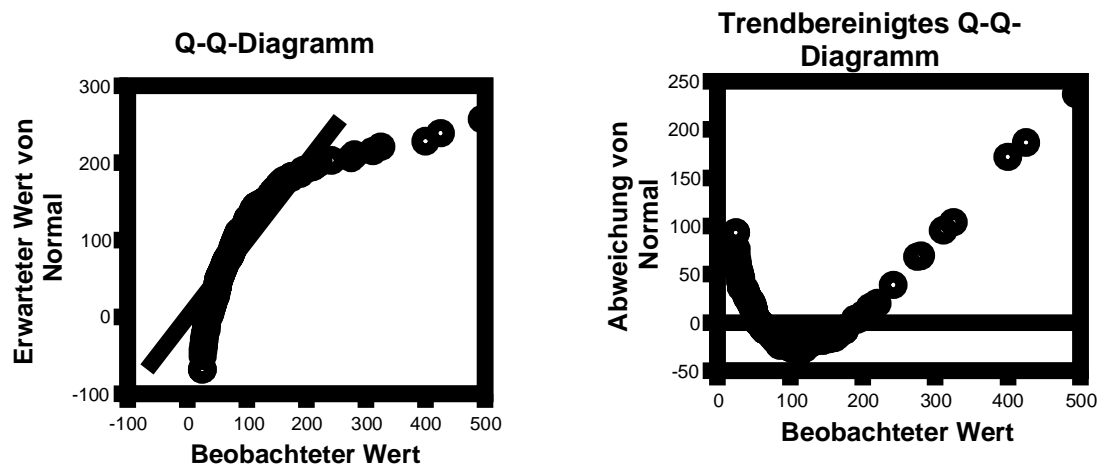 Q-Q-Diagramm
300
200
100
0
-100
-100
0
100
200
300
400
500
Erwarteter Wert von
Normal
Beobachteter Wert
Trendbereinigtes Q-Q-
Diagramm
250
200
150
100
50
0
-50
0
100
200
300
400
500
Abweichung von
Normal
Beobachteter Wert